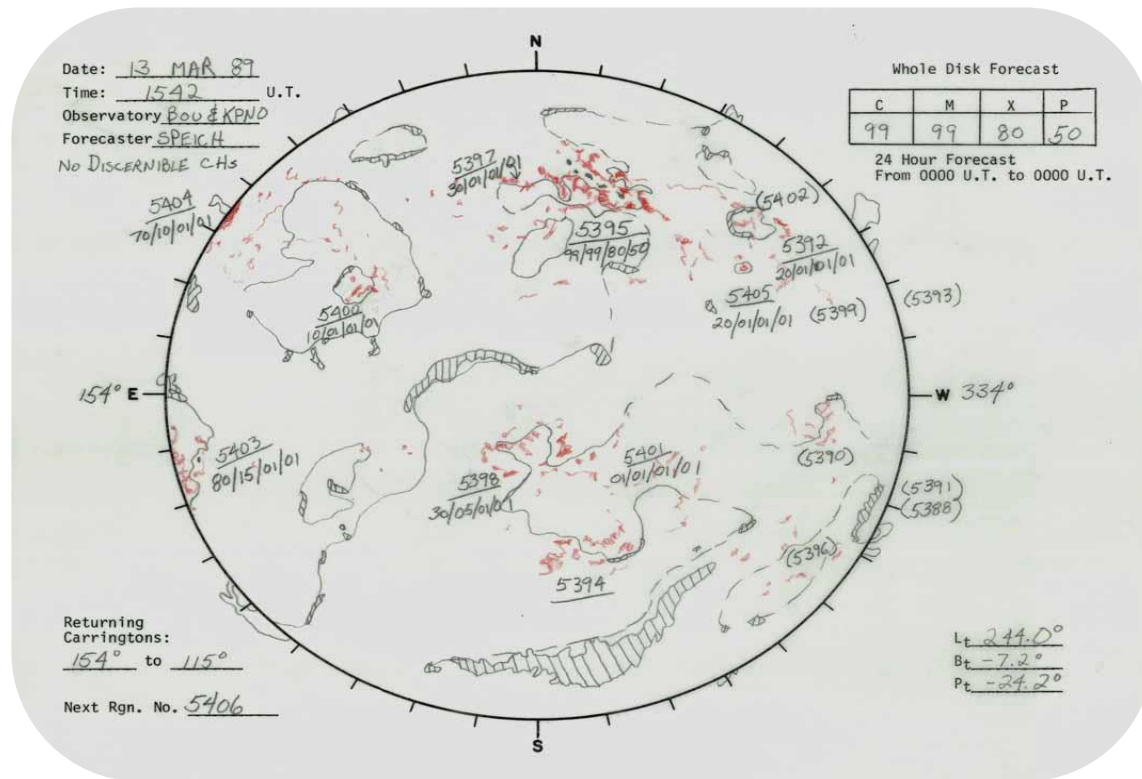 Date: 13 MAR 89
Time: 1542 U.T.
Observatory BOU & KPNO
Forecaster SPEICH
NO DISCERNIBLE CHs
N
Whole Disk Forecast
C M X P
99 99 80 50
24 Hour Forecast
From 0000 U.T. to 0000 U.T.
5404
70/10/01/01
5397
30/01/01/01
5395
99/99/80/50
(5402)
5392
20/01/01/01
5405
20/01/01/01
(5399)
(5393)
5400
10/01/01/01
154° E
W 334°
5403
80/15/01/01
5398
30/05/01/01
5401
01/01/01/01
(5390)
(5391)
(5388)
(5396)
5394
Returning
Carringtons:
154° to 115°
Next Rgn. No. 5406
Lt 244.0°
Bt -7.2°
Pt -24.2°
S